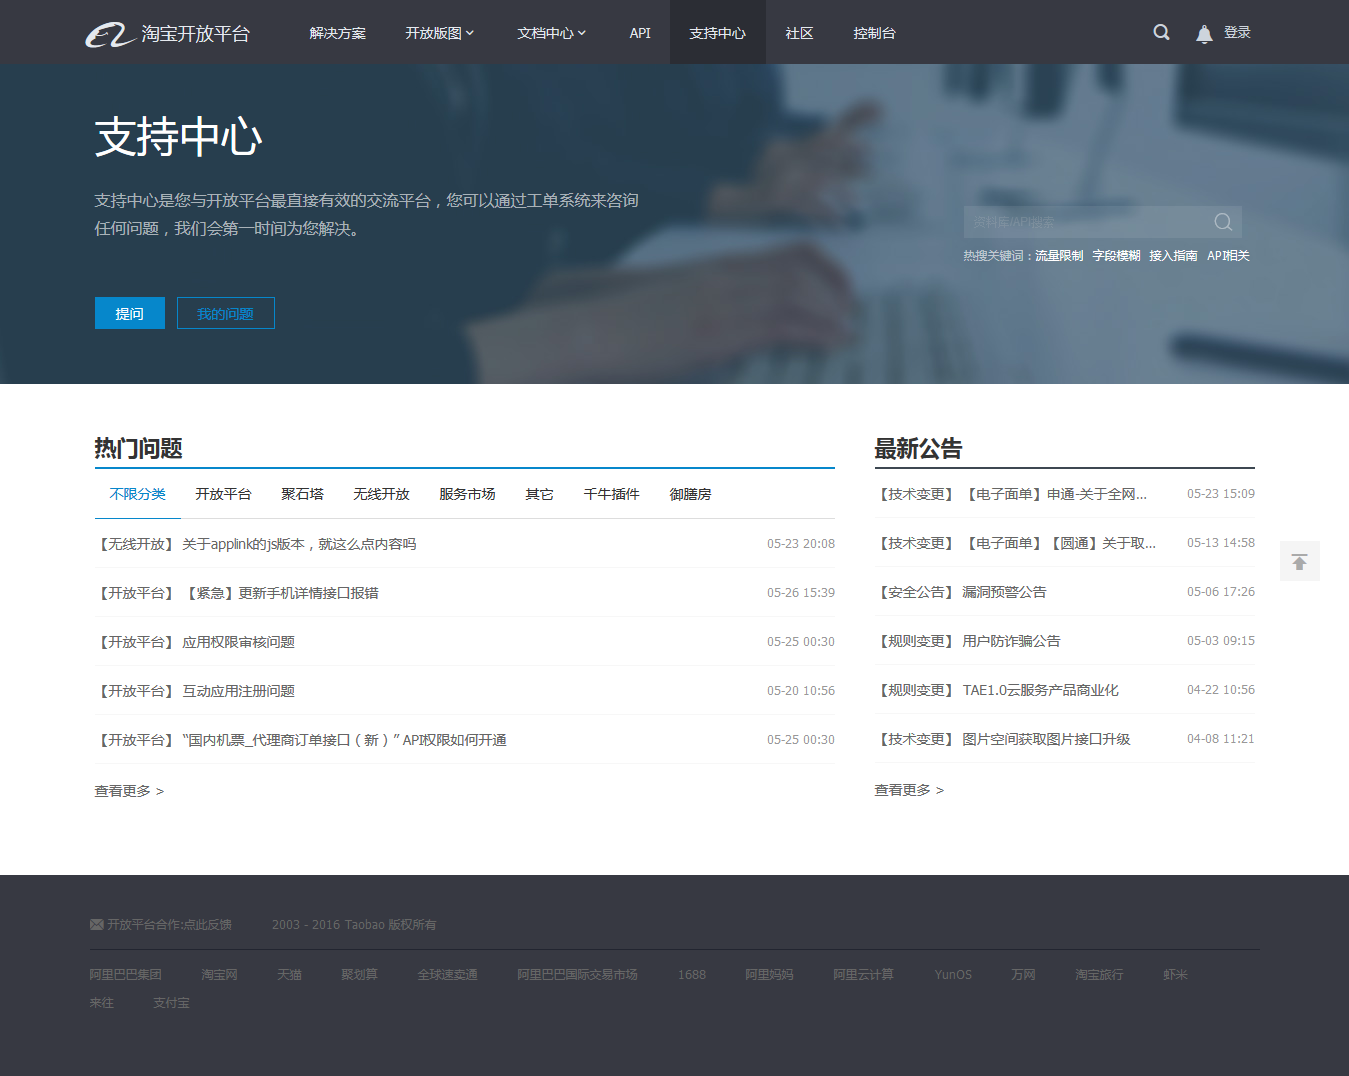 淘宝开放平台 解决方案 开放版图 文档中心 API 支持中心 社区 控制台 登录
支持中心
支持中心是您与开放平台最直接有效的交流平台，您可以通过工单系统来咨询
任何问题，我们会第一时间为您解决。
资料库/API搜索
热搜关键词：流量限制 字段模糊 接入指南 API相关
提问 我的问题
热门问题
不限分类 开放平台 聚石塔 无线开放 服务市场 其它 千牛插件 御膳房
【无线开放】 关于applink的js版本，就这么点内容吗 05-23 20:08
【开放平台】 【紧急】更新手机详情接口报错 05-26 15:39
【开放平台】 应用权限审核问题 05-25 00:30
【开放平台】 互动应用注册问题 05-20 10:56
【开放平台】 “国内机票_代理商订单接口（新）” API权限如何开通 05-25 00:30
查看更多 >
最新公告
【技术变更】 【电子面单】申通-关于全网... 05-23 15:09
【技术变更】 【电子面单】【圆通】关于取... 05-13 14:58
【安全公告】 漏洞预警公告 05-06 17:26
【规则变更】 用户防诈骗公告 05-03 09:15
【规则变更】 TAE1.0云服务产品商业化 04-22 10:56
【技术变更】 图片空间获取图片接口升级 04-08 11:21
查看更多 >
开放平台合作:点此反馈 2003 - 2016 Taobao 版权所有
阿里巴巴集团 淘宝网 天猫 聚划算 全球速卖通 阿里巴巴国际交易市场 1688 阿里妈妈 阿里云计算 YunOS 万网 淘宝旅行 虾米
来往 支付宝